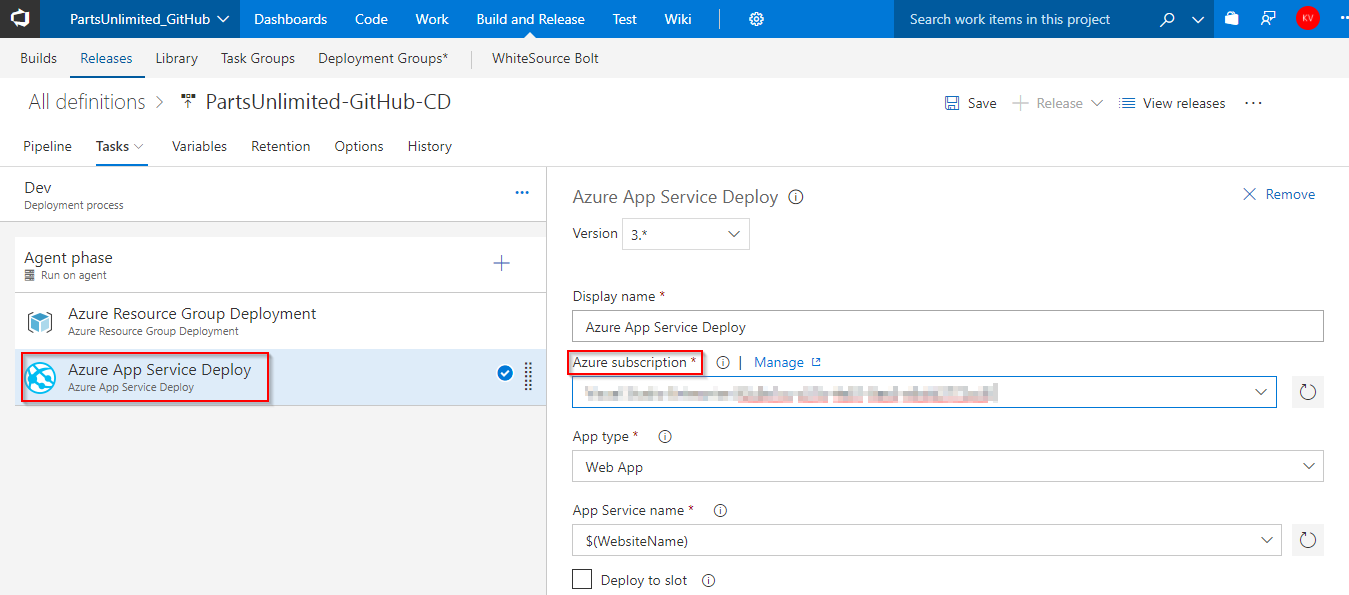 PartsUnlimited_GitHub Dashboards Code Work Build and Release Test Wiki Search work items in this project KV
Builds Releases Library Task Groups Deployment Groups* WhiteSource Bolt
All definitions > PartsUnlimited-GitHub-CD Save Release View releases ...
Pipeline Tasks Variables Retention Options History
Dev
Deployment process
Agent phase
Run on agent
Azure Resource Group Deployment
Azure Resource Group Deployment
Azure App Service Deploy
Azure App Service Deploy
Azure App Service Deploy Remove
Version 3.*
Display name *
Azure App Service Deploy
Azure subscription * | Manage
App type *
Web App
App Service name *
$(WebsiteName)
Deploy to slot